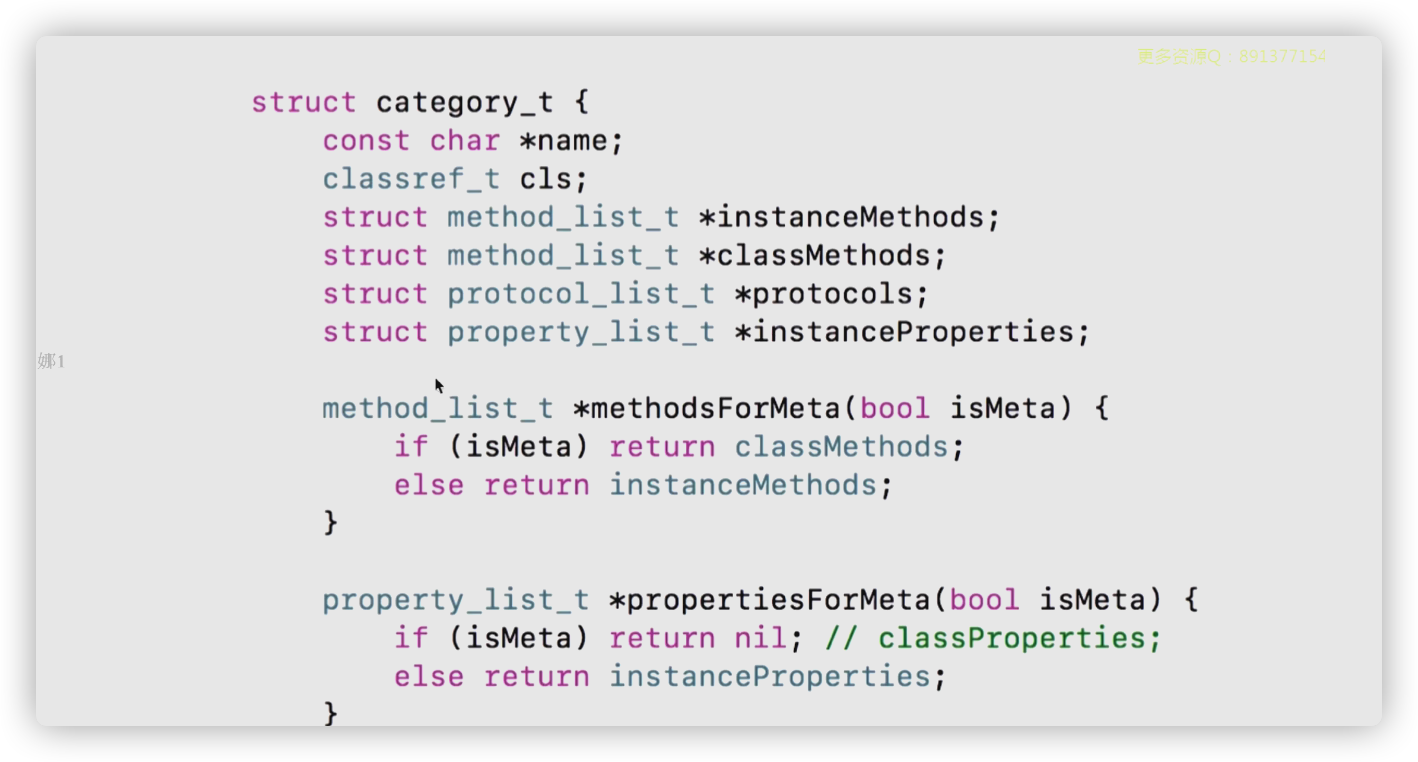 更多资源Q：891377154
struct category_t {
const char *name;
classref_t cls;
struct method_list_t *instanceMethods;
struct method_list_t *classMethods;
struct protocol_list_t *protocols;
struct property_list_t *instanceProperties;
娜1
method_list_t *methodsForMeta(bool isMeta) {
if (isMeta) return classMethods;
else return instanceMethods;
}
property_list_t *propertiesForMeta(bool isMeta) {
if (isMeta) return nil; // classProperties;
else return instanceProperties;
}